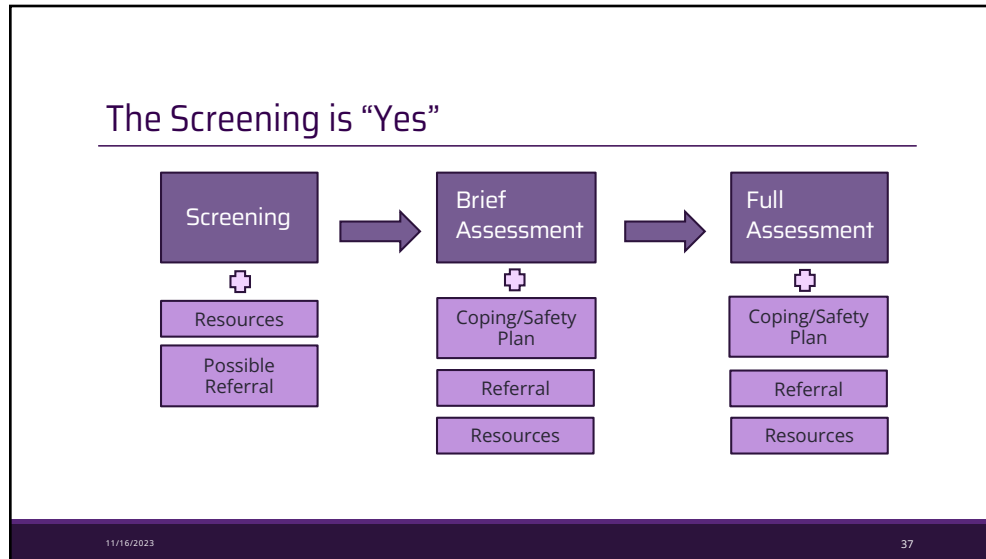 The Screening is “Yes”
Screening
Resources
Possible
Referral
Brief
Assessment
Coping/Safety
Plan
Referral
Resources
Full
Assessment
Coping/Safety
Plan
Referral
Resources
11/16/2023
37